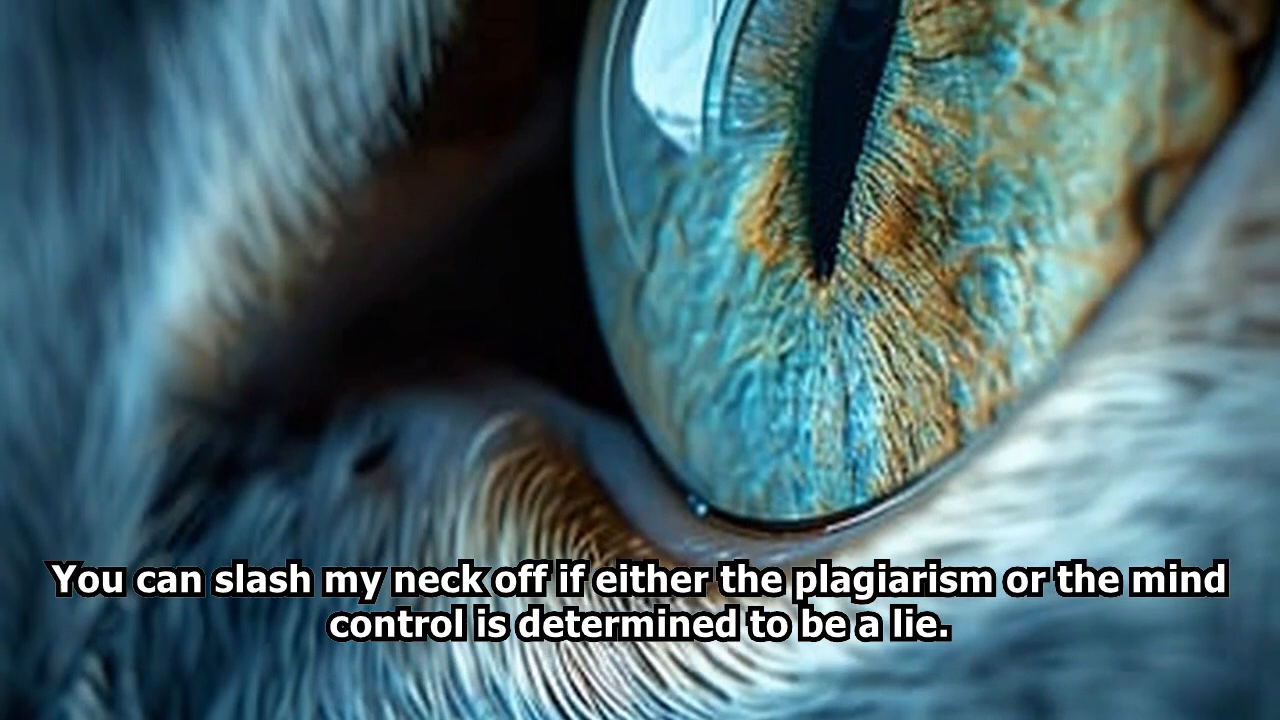 You can slash my neck off if either the plagiarism or the mind
control is determined to be a lie.